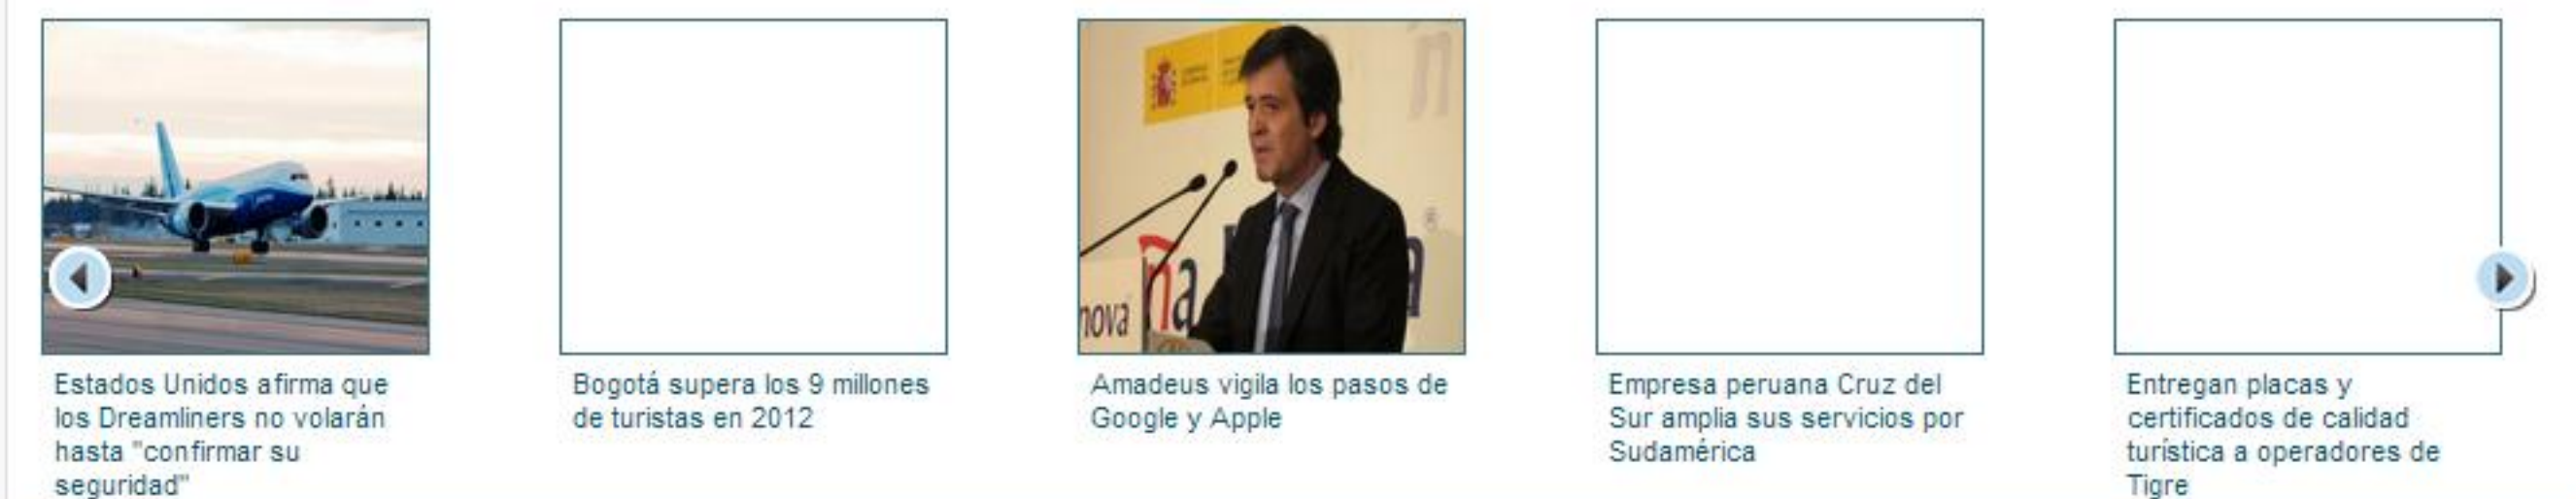 nova
ña
®
Estados Unidos afirma que
los Dreamliners no volarán
hasta "confirmar su
seguridad"
Bogotá supera los 9 millones
de turistas en 2012
Amadeus vigila los pasos de
Google y Apple
Empresa peruana Cruz del
Sur amplia sus servicios por
Sudamérica
Entregan placas y
certificados de calidad
turística a operadores de
Tigre